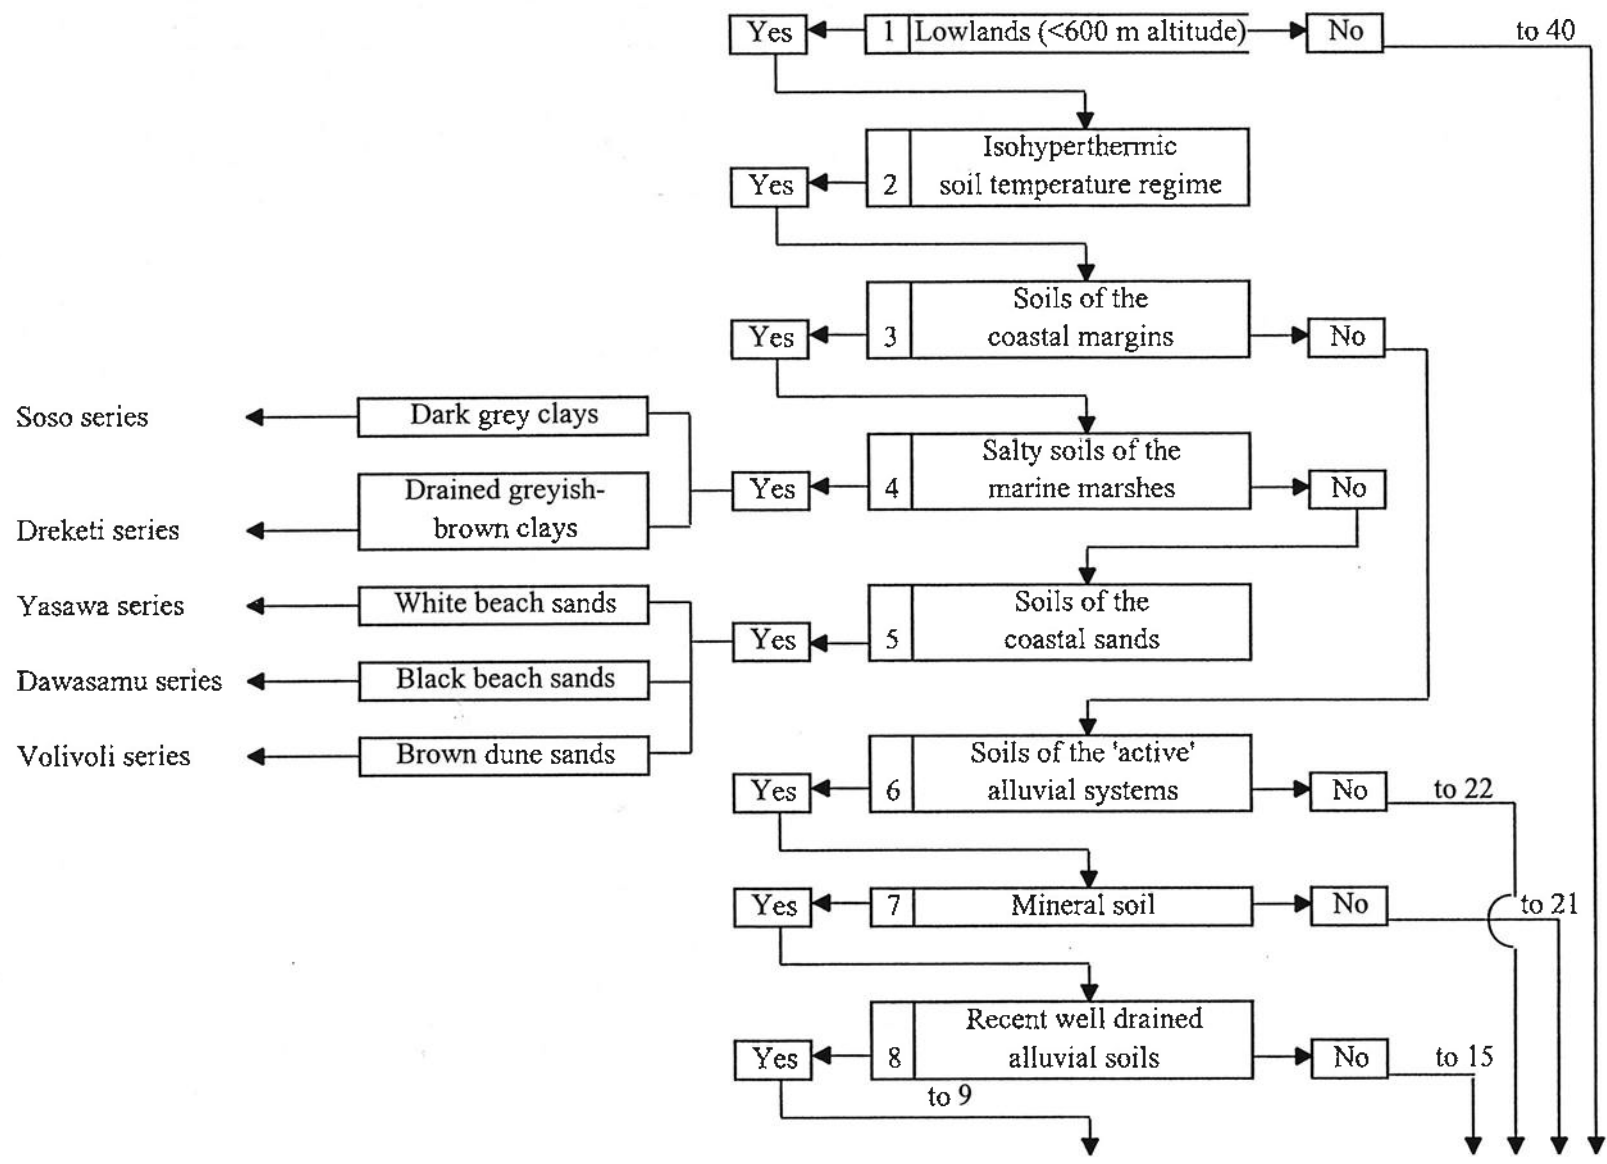 Yes
1
Lowlands (<600 m altitude)
No
to 40
Isohyperthermic
Yes
2
soil temperature regime
Soils of the
Yes
3
coastal margins
No
Soso series
Dark grey clays
Salty soils of the
Drained greyish-
Yes
4
marine marshes
No
Dreketi series
brown clays
Yasawa series
White beach sands
Soils of the
Yes
5
coastal sands
Dawasamu series
Black beach sands
Volivoli series
Brown dune sands
Soils of the 'active'
Yes
6
alluvial systems
No
to 22
Yes
7
Mineral soil
No
to 21
Recent well drained
Yes
8
alluvial soils
No
to 15
to 9